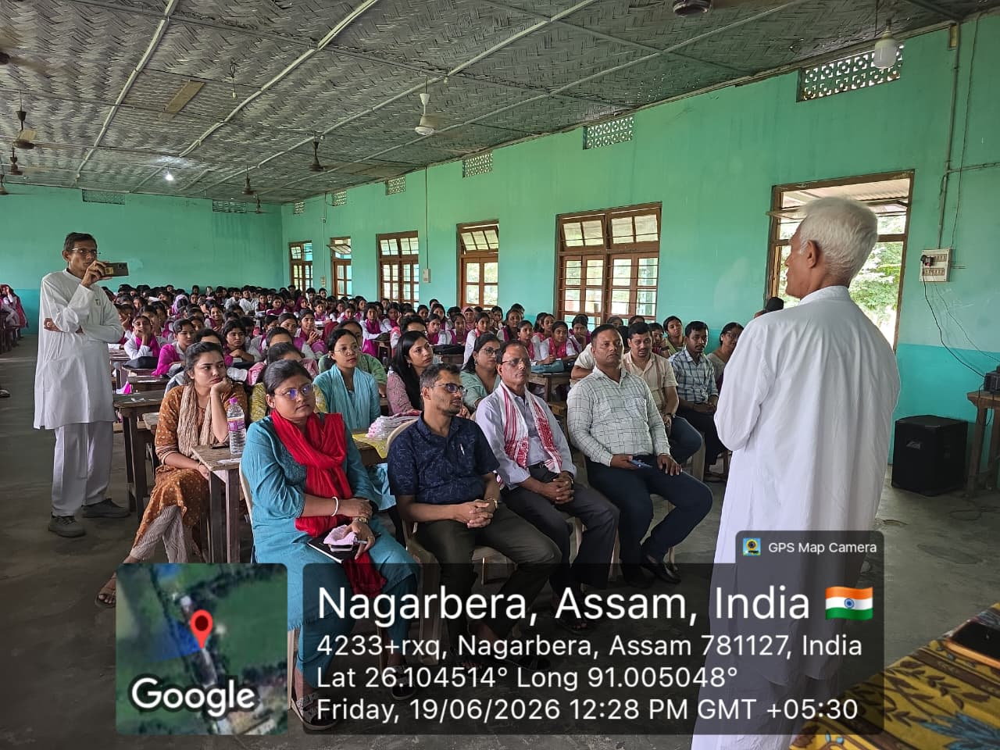 GPS Map Camera
Nagarbera, Assam, India
4233+rxq, Nagarbera, Assam 781127, India
Lat 26.104514° Long 91.005048°
Friday, 19/06/2026 12:28 PM GMT +05:30
Google